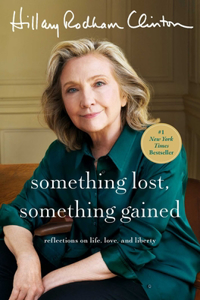 Hillary Rodham Clinton
#1
New York
Times
Bestseller
something lost,
something gained
reflections on life, love, and liberty